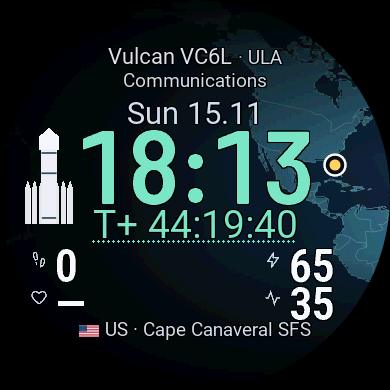 Vulcan VC6L · ULA
Communications
Sun 15.11
18:13
T+ 44:19:40
0 65
— 35
US · Cape Canaveral SFS